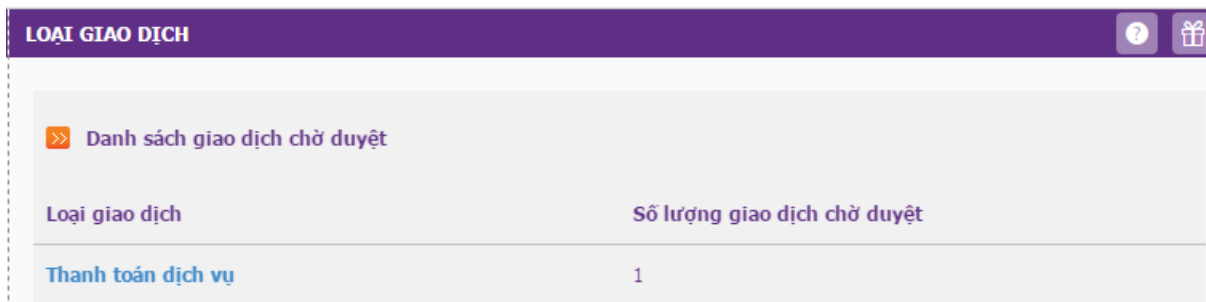 LOẠI GIAO DỊCH
Danh sách giao dịch chờ duyệt
Loại giao dịch Số lượng giao dịch chờ duyệt
Thanh toán dịch vụ 1